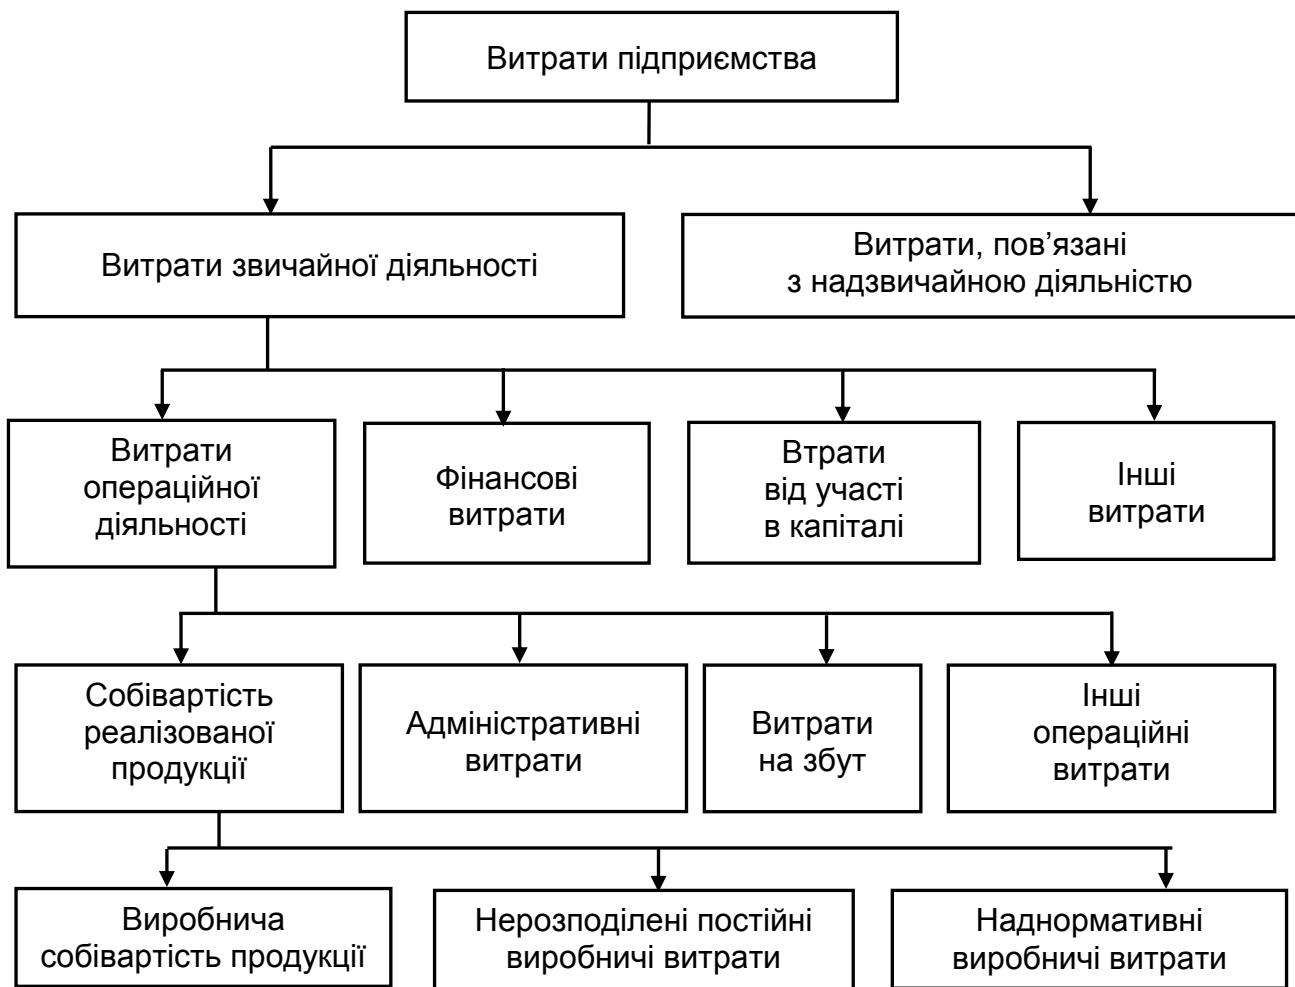 Витрати підприємства
Витрати звичайної діяльності
Витрати, пов’язані
з надзвичайною діяльністю
Витрати
операційної
діяльності
Фінансові
витрати
Втрати
від участі
в капіталі
Інші
витрати
Собівартість
реалізованої
продукції
Адміністративні
витрати
Витрати
на збут
Інші
операційні
витрати
Виробнича
собівартість продукції
Нерозподілені постійні
виробничі витрати
Наднормативні
виробничі витрати